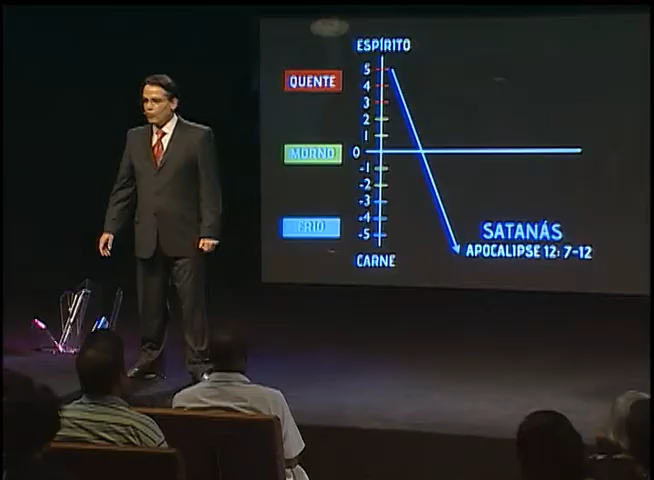 ESPÍRITO
QUENTE
5
4
3
2
1
MORNO
0
-1
-2
-3
-4
-5
FRIO
CARNE
SATANÁS
APOCALIPSE 12: 7-12